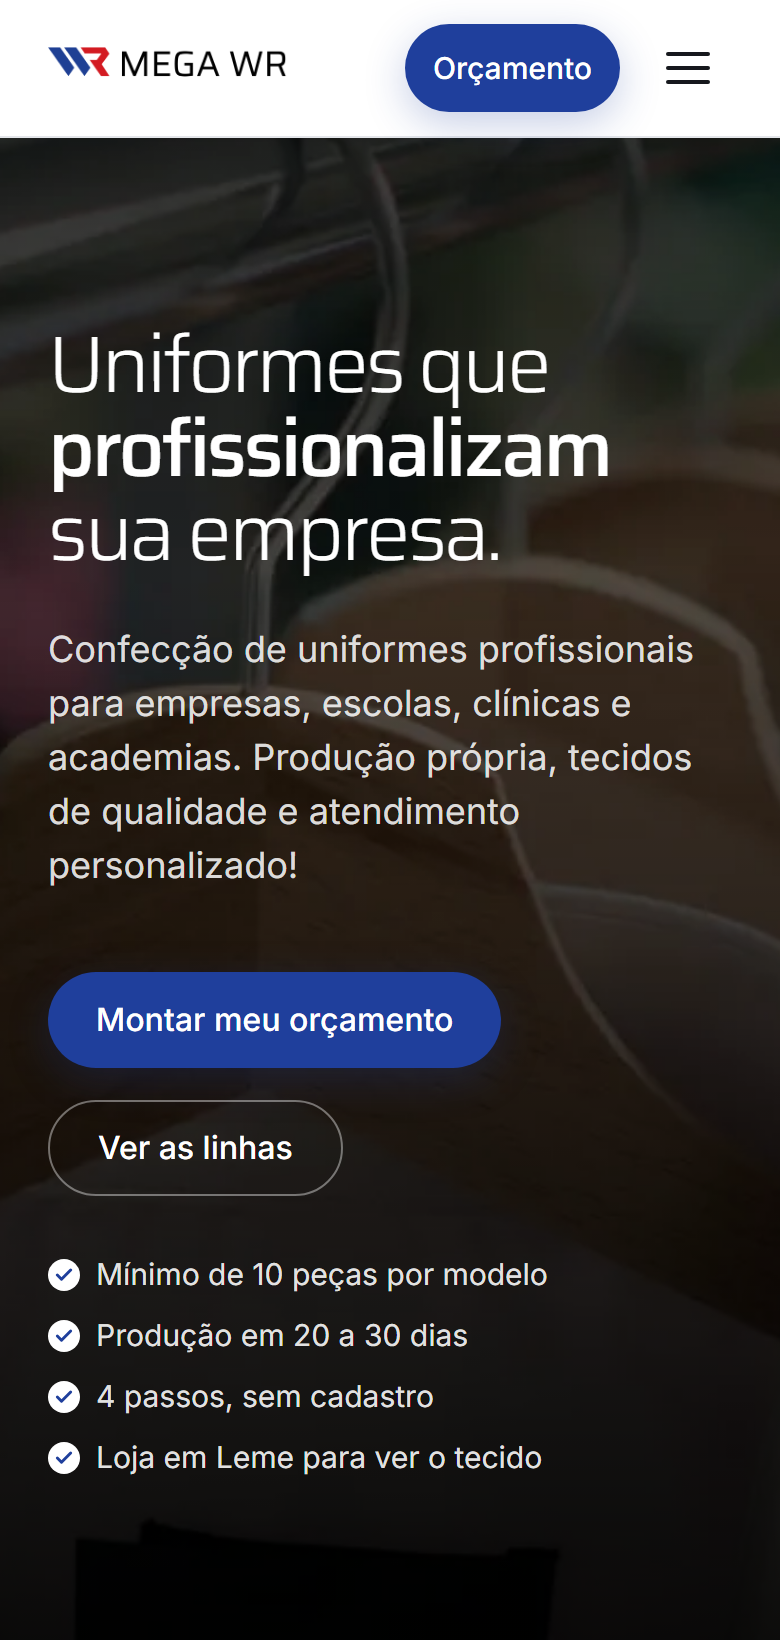 MEGA WR
Orçamento
Uniformes que
profissionalizam
sua empresa.
Confecção de uniformes profissionais
para empresas, escolas, clínicas e
academias. Produção própria, tecidos
de qualidade e atendimento
personalizado!
Montar meu orçamento
Ver as linhas
Mínimo de 10 peças por modelo
Produção em 20 a 30 dias
4 passos, sem cadastro
Loja em Leme para ver o tecido